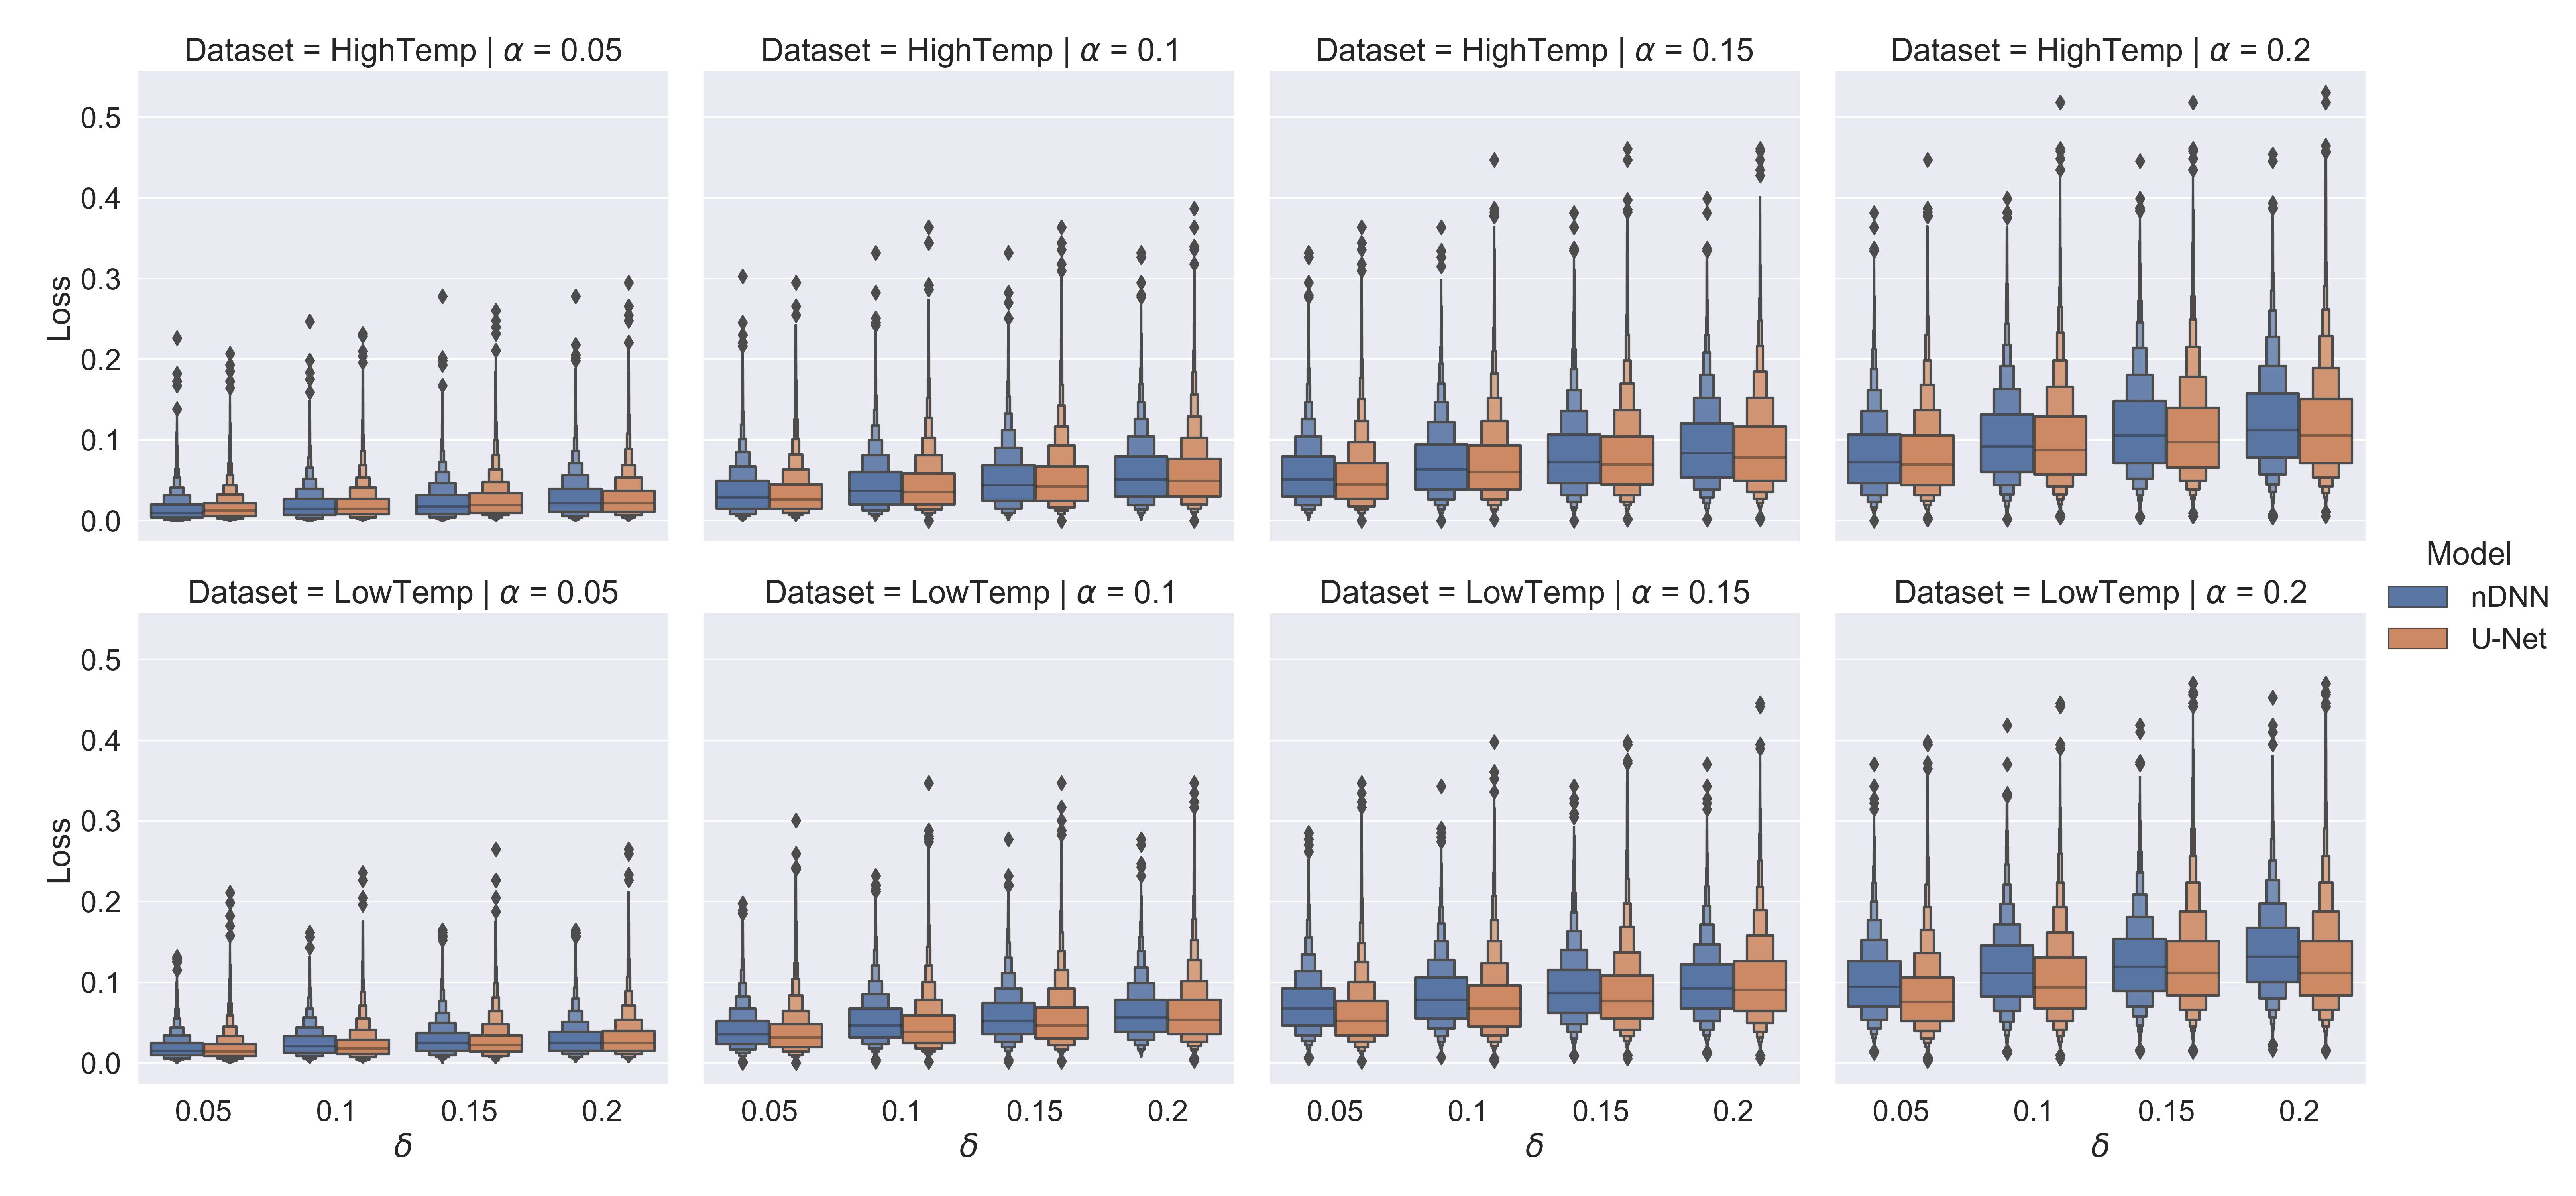 Dataset = HighTemp | α = 0.05
Dataset = HighTemp | α = 0.1
Dataset = HighTemp | α = 0.15
Dataset = HighTemp | α = 0.2
0.5
0.4
0.3
0.2
0.1
0.0
Loss
Dataset = LowTemp | α = 0.05
Dataset = LowTemp | α = 0.1
Dataset = LowTemp | α = 0.15
Dataset = LowTemp | α = 0.2
0.5
0.4
0.3
0.2
0.1
0.0
Loss
0.05 0.1 0.15 0.2
δ
0.05 0.1 0.15 0.2
δ
0.05 0.1 0.15 0.2
δ
0.05 0.1 0.15 0.2
δ
Model
nDNN
U-Net